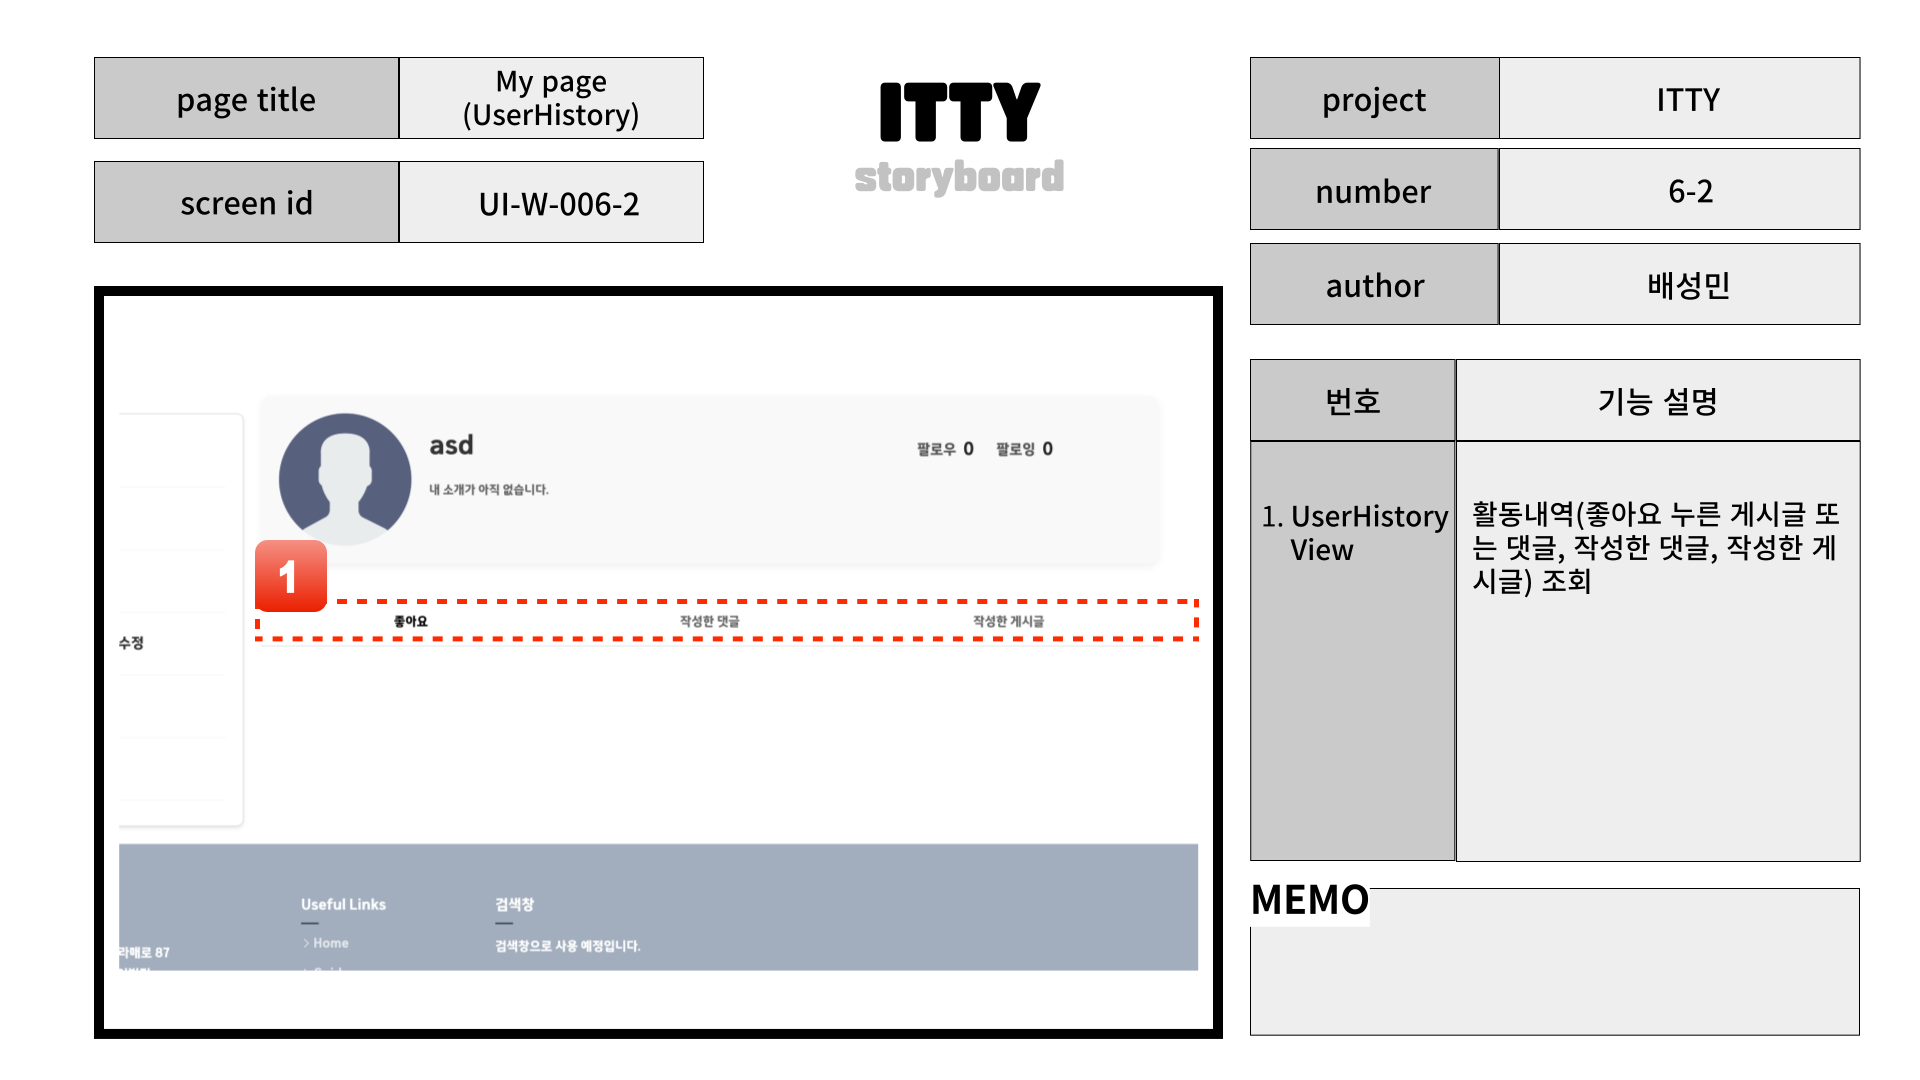 page title
My page
(UserHistory)
screen id
UI-W-006-2
ITTY
storyboard
project
ITTY
number
6-2
author
배성민
asd
내 소개가 아직 없습니다.
팔로우 0 팔로잉 0
1
좋아요
작성한 댓글
작성한 게시글
수정
Useful Links
Home
검색창
검색창으로 사용 예정입니다.
라매로 87
번호
기능 설명
1. UserHistory
View
활동내역(좋아요 누른 게시글 또
는 댓글, 작성한 댓글, 작성한 게
시글) 조회
MEMO